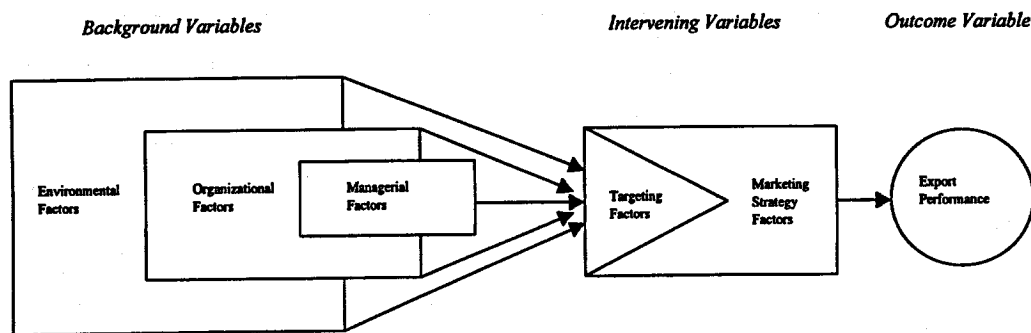 Background Variables
Intervening Variables
Outcome Variable
Environmental
Factors
Organizational
Factors
Managerial
Factors
Targeting
Factors
Marketing
Strategy
Factors
Export
Performance